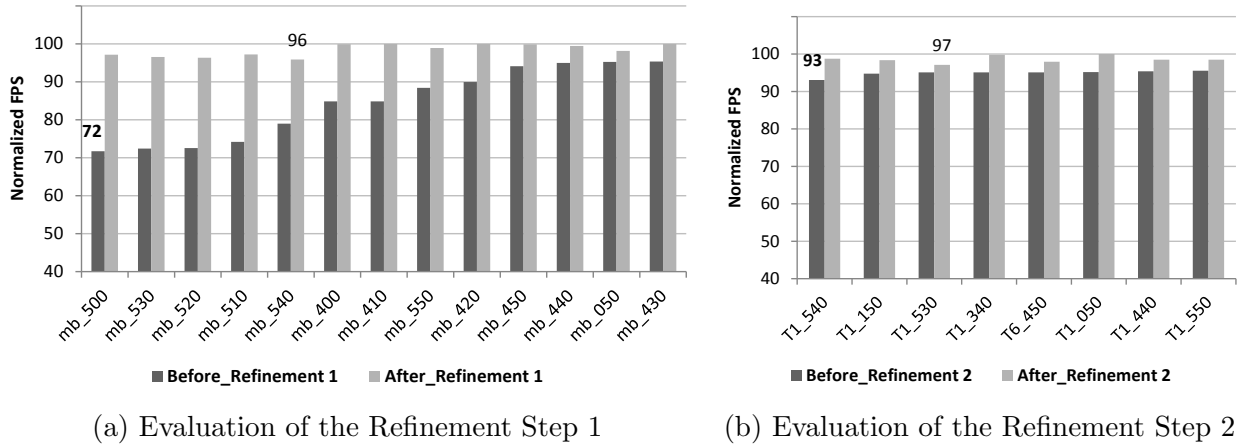 Normalized FPS
100
90
80
70
60
50
40
72
96
mb_500
mb_530
mb_520
mb_510
mb_540
mb_400
mb_410
mb_550
mb_420
mb_450
mb_440
mb_050
mb_430
Before_Refinement 1
After_Refinement 1
(a) Evaluation of the Refinement Step 1
Normalized FPS
100
90
80
70
60
50
40
93
97
T1_540
T1_150
T1_530
T1_340
T6_450
T1_050
T1_440
T1_550
Before_Refinement 2
After_Refinement 2
(b) Evaluation of the Refinement Step 2